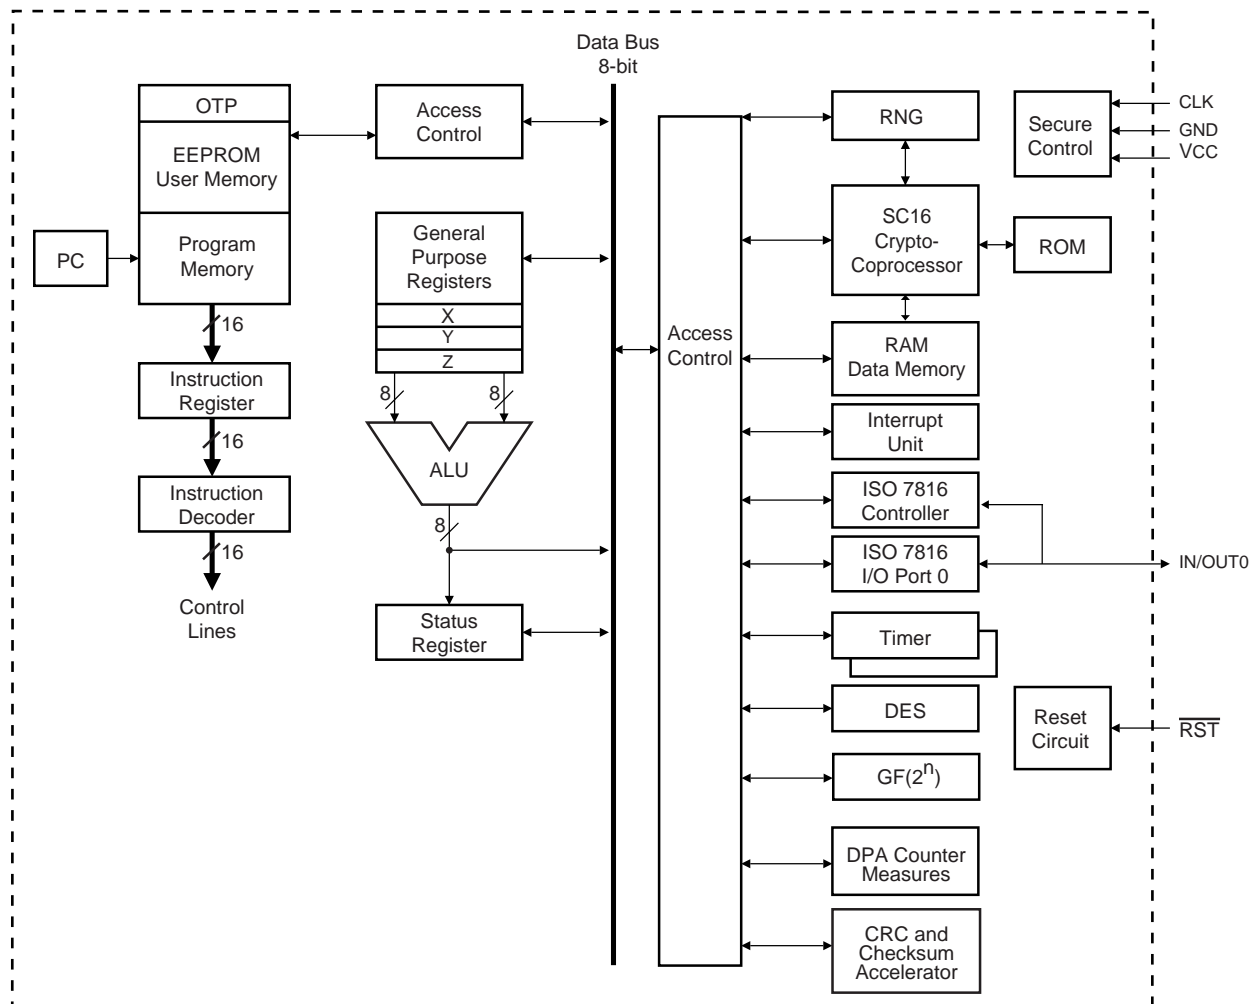 Data Bus
8-bit
OTP
EEPROM
User Memory
Program
Memory
PC
16
Instruction
Register
16
Instruction
Decoder
16
Control
Lines
Access
Control
General
Purpose
Registers
X
Y
Z
8
8
ALU
8
Status
Register
Access
Control
RNG
SC16
Crypto-
Coprocessor
ROM
RAM
Data Memory
Interrupt
Unit
ISO 7816
Controller
ISO 7816
I/O Port 0
Timer
DES
GF(2ⁿ)
DPA Counter
Measures
CRC and
Checksum
Accelerator
Secure
Control
CLK
GND
VCC
IN/OUT0
Reset
Circuit
R̅S̅T̅